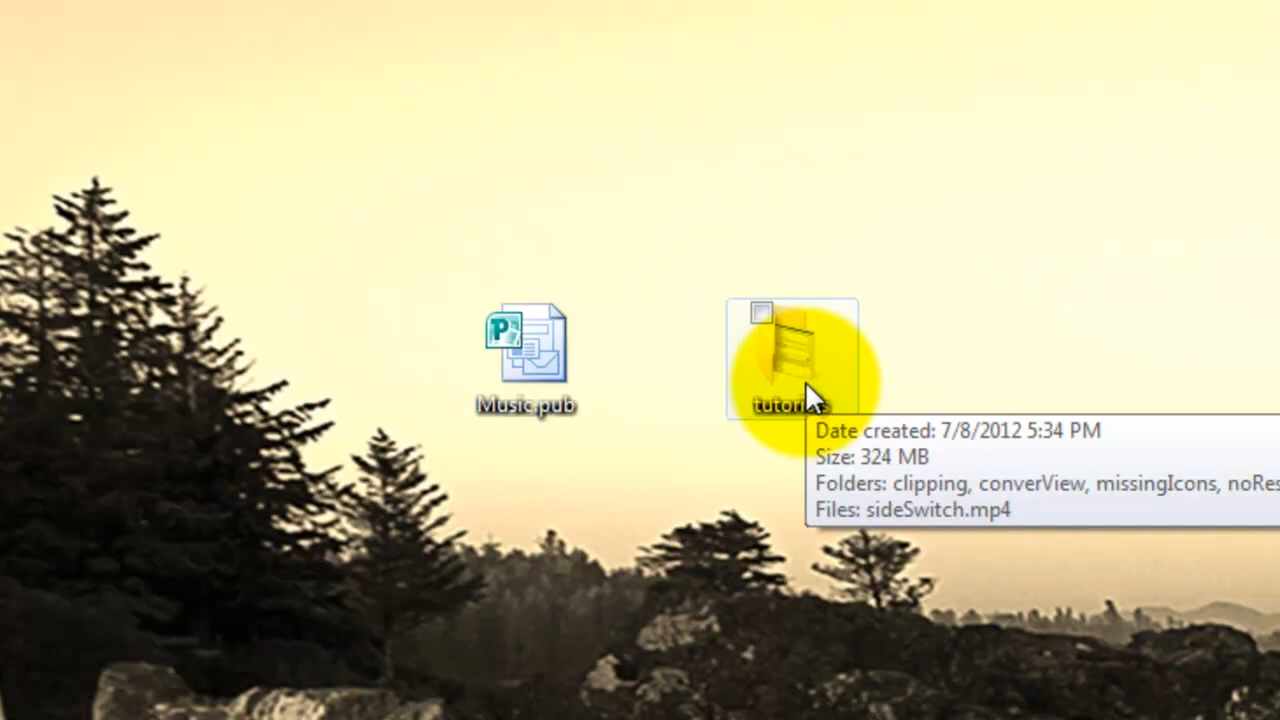 P
Music.pub
Date created: 7/8/2012 5:34 PM
Size: 324 MB
Folders: clipping, converView, missingIcons, noRes
Files: sideSwitch.mp4